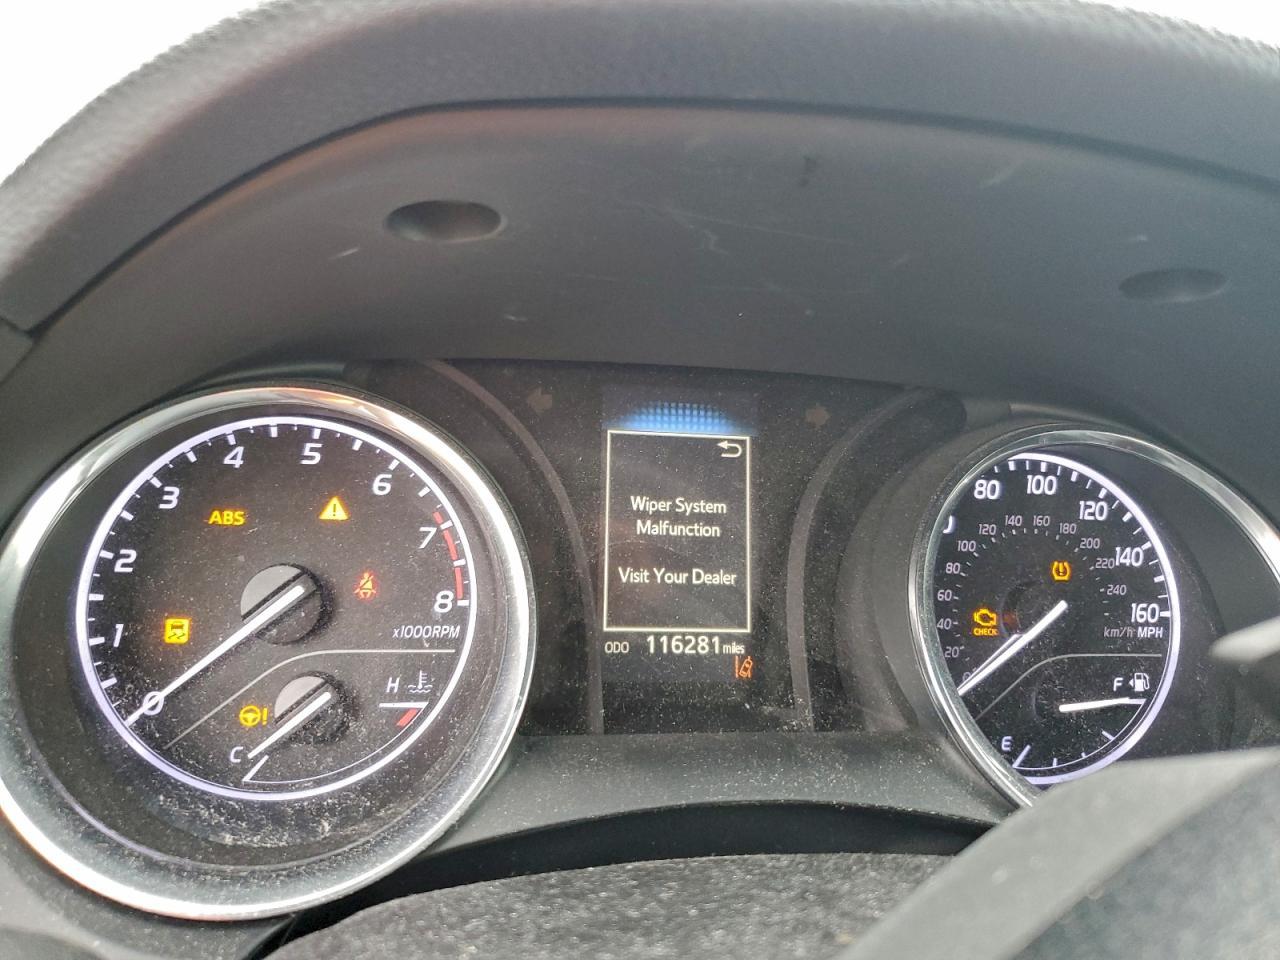 4
5
3
6
ABS
2
7
1
8
x1000RPM
0
H
C
Wiper System
Malfunction
Visit Your Dealer
ODO 116281 miles
80 100 120 140 160
20 40 60 80 100 120 140 160 180 200 220 240
CHECK
km/h MPH
F
E